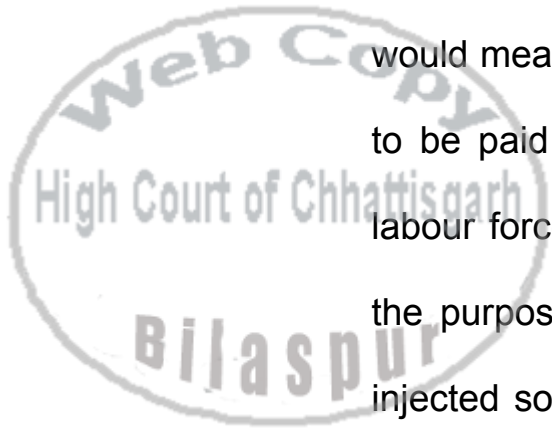 Web Copy
High Court of Chhattisgarh
Bilaspur
would mea
to be paid
labour forc
the purpos
injected so